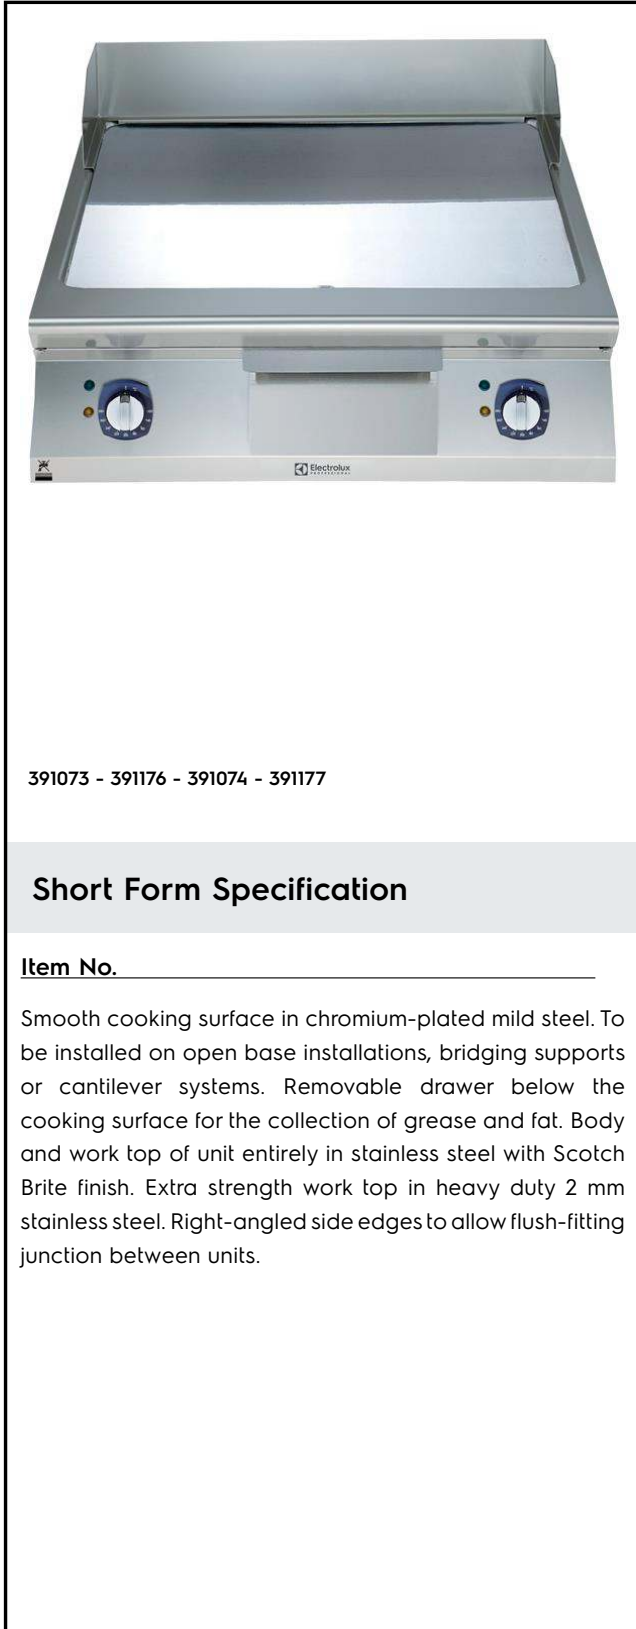 Electrolux
PROFESSIONAL
391073 - 391176 - 391074 - 391177
Short Form Specification
Item No.
Smooth cooking surface in chromium-plated mild steel. To
be installed on open base installations, bridging supports
or cantilever systems. Removable drawer below the
cooking surface for the collection of grease and fat. Body
and work top of unit entirely in stainless steel with Scotch
Brite finish. Extra strength work top in heavy duty 2 mm
stainless steel. Right-angled side edges to allow flush-fitting
junction between units.